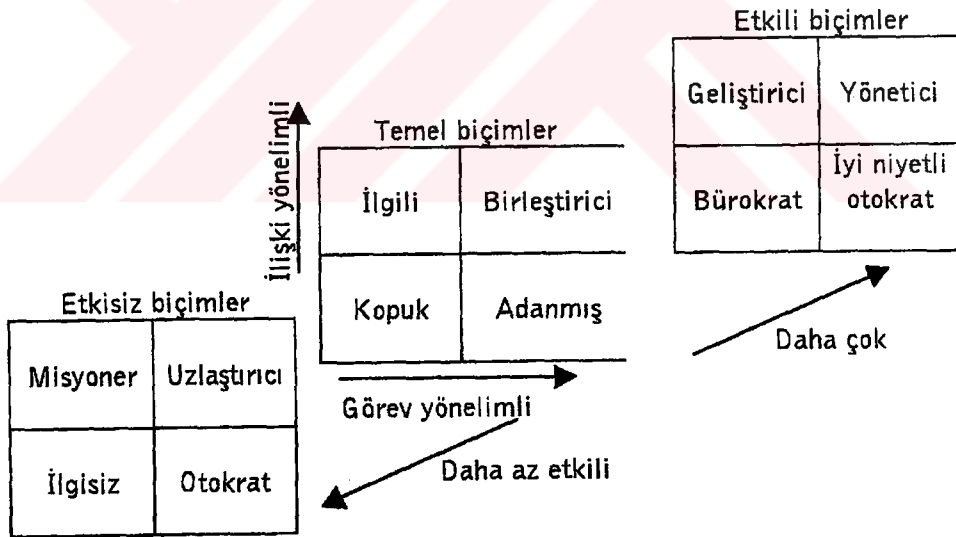 Etkili biçimler
Geliştirici
Yönetici
Bürokrat
İyi niyetli
otokrat
İlişki yönelimli
Temel biçimler
İlgili
Birleştirici
Kopuk
Adanmış
Daha çok
Görev yönelimli
Daha az etkili
Etkisiz biçimler
Misyoner
Uzlaştırıcı
İlgisiz
Otokrat